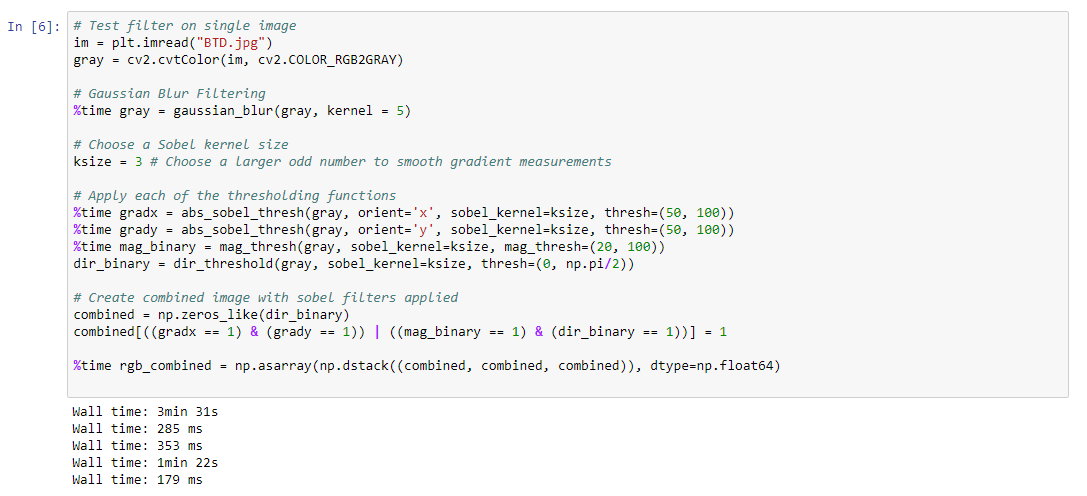 In [6]:
# Test filter on single image
im = plt.imread("BTD.jpg")
gray = cv2.cvtColor(im, cv2.COLOR_RGB2GRAY)
# Gaussian Blur Filtering
%time gray = gaussian_blur(gray, kernel = 5)
# Choose a Sobel kernel size
ksize = 3 # Choose a larger odd number to smooth gradient measurements
# Apply each of the thresholding functions
%time gradx = abs_sobel_thresh(gray, orient='x', sobel_kernel=ksize, thresh=(50, 100))
%time grady = abs_sobel_thresh(gray, orient='y', sobel_kernel=ksize, thresh=(50, 100))
%time mag_binary = mag_thresh(gray, sobel_kernel=ksize, mag_thresh=(20, 100))
dir_binary = dir_threshold(gray, sobel_kernel=ksize, thresh=(0, np.pi/2))
# Create combined image with sobel filters applied
combined = np.zeros_like(dir_binary)
combined[((gradx == 1) & (grady == 1)) | ((mag_binary == 1) & (dir_binary == 1))] = 1
%time rgb_combined = np.asarray(np.dstack((combined, combined, combined)), dtype=np.float64)
Wall time: 3min 31s
Wall time: 285 ms
Wall time: 353 ms
Wall time: 1min 22s
Wall time: 179 ms